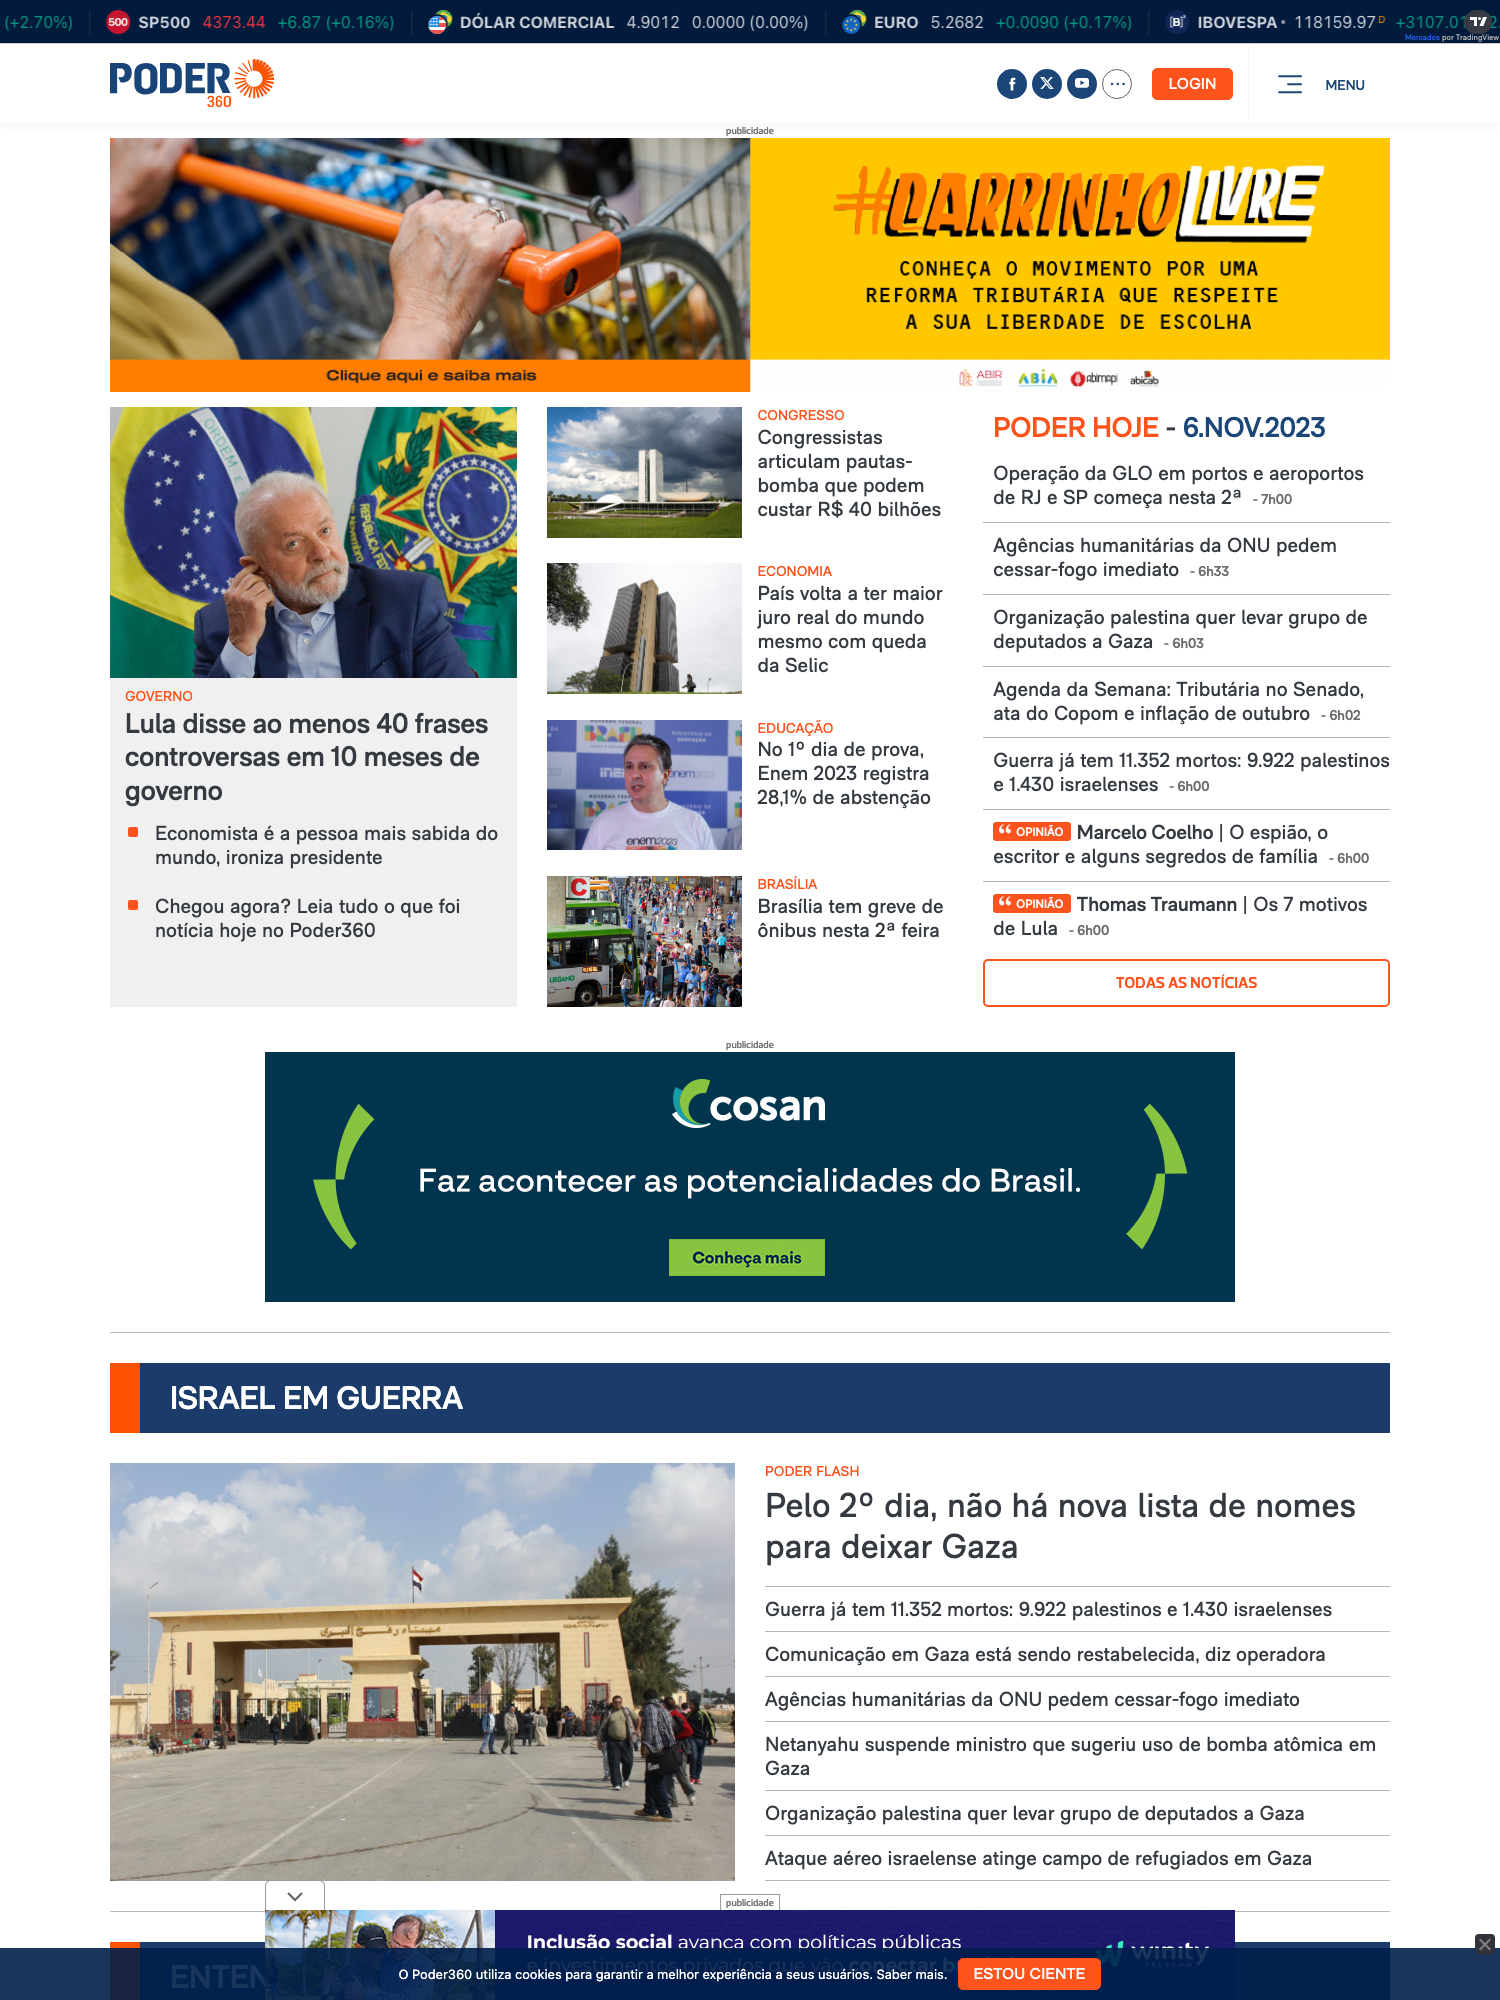 (+2.70%) 500 SP500 4373.44 +6.87 (+0.16%) DÓLAR COMERCIAL 4.9012 0.0000 (0.00%) EURO 5.2682 +0.0090 (+0.17%) IBOVESPA 118159.97 D
Mercados por TradingView
PODER
360
LOGIN
MENU
publicidade
#CARRINHOLIVRE
CONHEÇA O MOVIMENTO POR UMA
REFORMA TRIBUTÁRIA QUE RESPEITE
A SUA LIBERDADE DE ESCOLHA
Clique aqui e saiba mais
ABIR ABIA abimapi abicab
GOVERNO
Lula disse ao menos 40 frases
controversas em 10 meses de
governo
Economista é a pessoa mais sabida do
mundo, ironiza presidente
Chegou agora? Leia tudo o que foi
notícia hoje no Poder360
CONGRESSO
Congressistas
articulam pautas-
bomba que podem
custar R$ 40 bilhões
ECONOMIA
País volta a ter maior
juro real do mundo
mesmo com queda
da Selic
EDUCAÇÃO
No 1º dia de prova,
Enem 2023 registra
28,1% de abstenção
BRASÍLIA
Brasília tem greve de
ônibus nesta 2ª feira
PODER HOJE - 6.NOV.2023
Operação da GLO em portos e aeroportos
de RJ e SP começa nesta 2ª - 7h00
Agências humanitárias da ONU pedem
cessar-fogo imediato - 6h33
Organização palestina quer levar grupo de
deputados a Gaza - 6h03
Agenda da Semana: Tributária no Senado,
ata do Copom e inflação de outubro - 6h02
Guerra já tem 11.352 mortos: 9.922 palestinos
e 1.430 israelenses - 6h00
OPINIÃO Marcelo Coelho | O espião, o
escritor e alguns segredos de família - 6h00
OPINIÃO Thomas Traumann | Os 7 motivos
de Lula - 6h00
TODAS AS NOTÍCIAS
publicidade
cosan
Faz acontecer as potencialidades do Brasil.
Conheça mais
ISRAEL EM GUERRA
PODER FLASH
Pelo 2º dia, não há nova lista de nomes
para deixar Gaza
Guerra já tem 11.352 mortos: 9.922 palestinos e 1.430 israelenses
Comunicação em Gaza está sendo restabelecida, diz operadora
Agências humanitárias da ONU pedem cessar-fogo imediato
Netanyahu suspende ministro que sugeriu uso de bomba atômica em
Gaza
Organização palestina quer levar grupo de deputados a Gaza
Ataque aéreo israelense atinge campo de refugiados em Gaza
publicidade
Inclusão social avança com políticas públicas
e investimentos privados que vão conectar
winity
O Poder360 utiliza cookies para garantir a melhor experiência a seus usuários. Saber mais.
ESTOU CIENTE